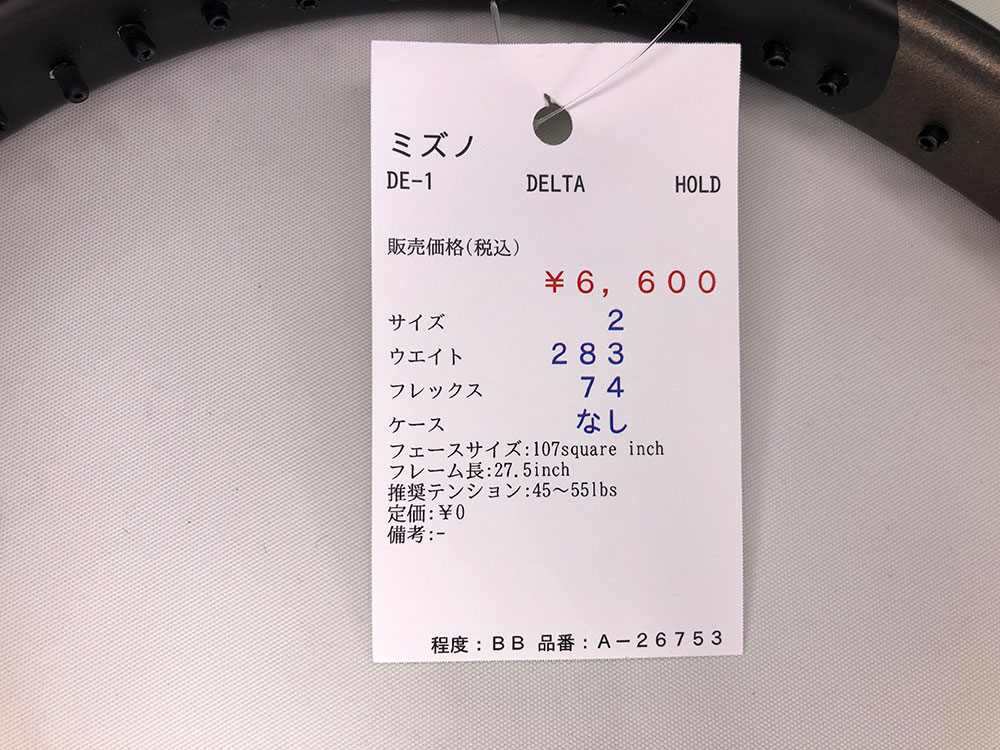 ミズノ
DE-1 DELTA HOLD
販売価格(税込)
¥6,600
サイズ 2
ウエイト 283
フレックス 74
ケース なし
フェースサイズ:107square inch
フレーム長:27.5inch
推奨テンション:45～55lbs
定価:¥0
備考:-
程度：BB 品番：A－26753